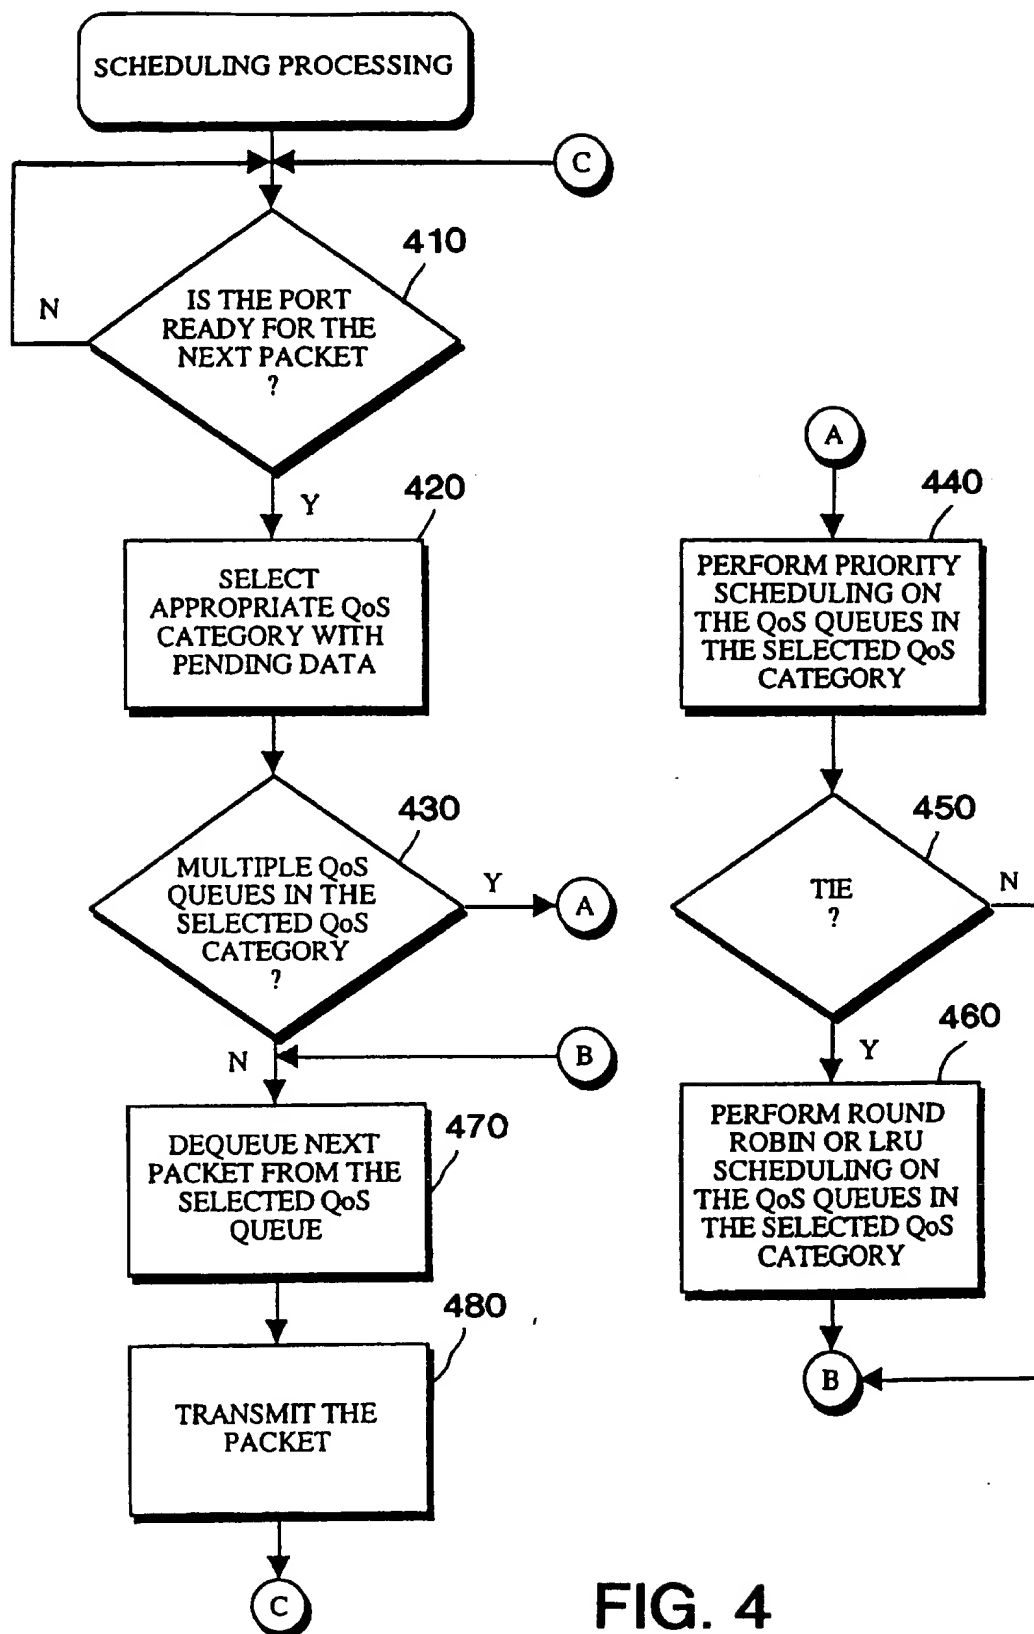 SCHEDULING PROCESSING
C
410
IS THE PORT
READY FOR THE
NEXT PACKET
?
N
Y
420
SELECT
APPROPRIATE QoS
CATEGORY WITH
PENDING DATA
430
MULTIPLE QoS
QUEUES IN THE
SELECTED QoS
CATEGORY
?
Y
A
N
B
470
DEQUEUE NEXT
PACKET FROM THE
SELECTED QoS
QUEUE
480
TRANSMIT THE
PACKET
C
A
440
PERFORM PRIORITY
SCHEDULING ON
THE QoS QUEUES IN
THE SELECTED QoS
CATEGORY
450
TIE
?
N
Y
460
PERFORM ROUND
ROBIN OR LRU
SCHEDULING ON
THE QoS QUEUES IN
THE SELECTED QoS
CATEGORY
B
FIG. 4